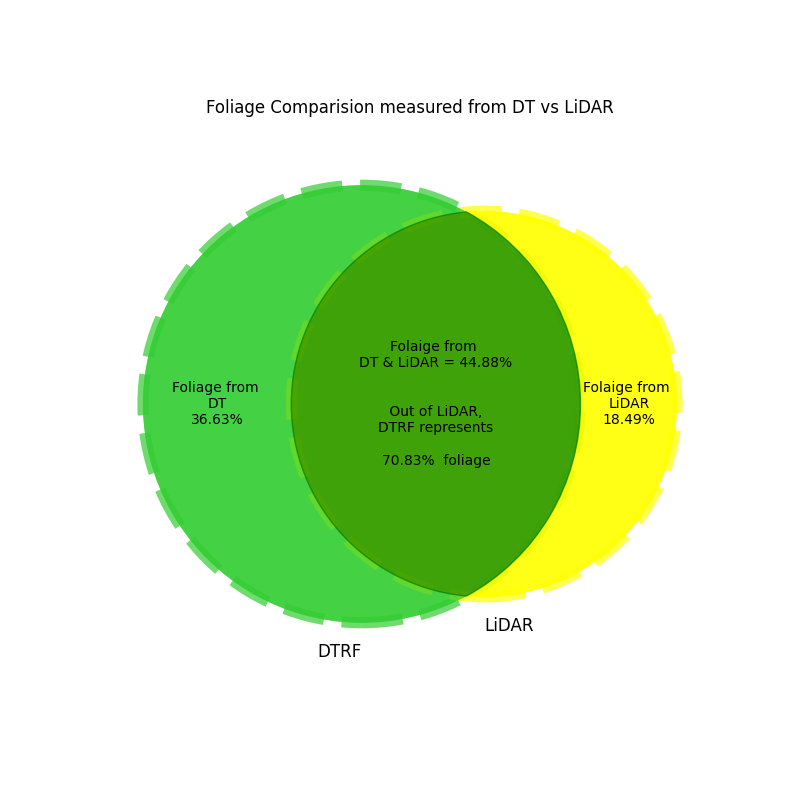 Foliage Comparision measured from DT vs LiDAR
Foliage from
DT
36.63%
Folaige from
DT & LiDAR = 44.88%
Out of LiDAR,
DTRF represents
70.83% foliage
Folaige from
LiDAR
18.49%
LiDAR
DTRF